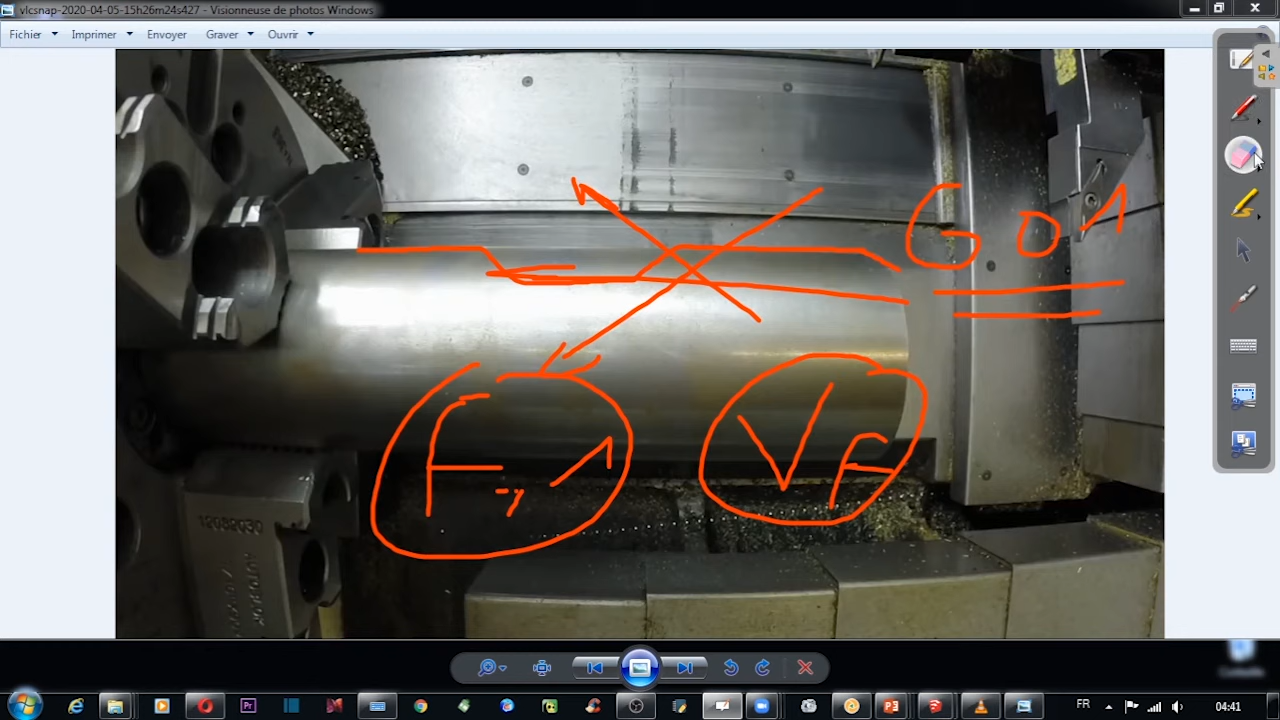 vlcsnap-2020-04-05-15h26m24s427 - Visionneuse de photos Windows
Fichier Imprimer Envoyer Graver Ouvrir
G01
VF
12082030
FR 04:41